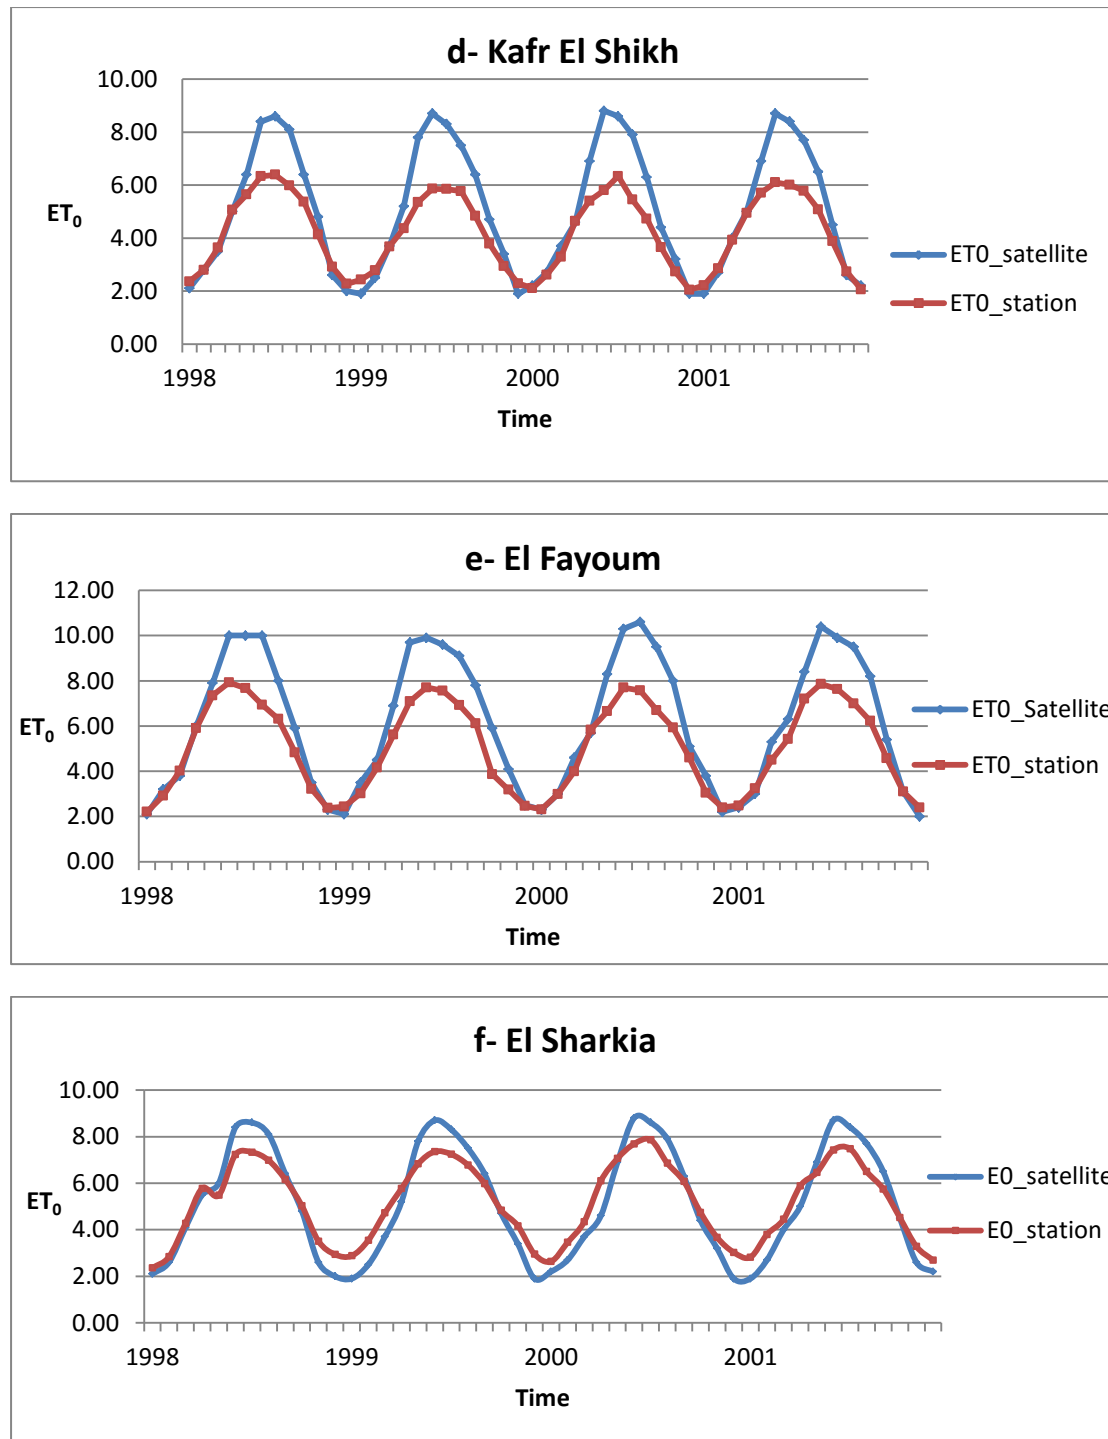 d- Kafr El Shikh
10.00
8.00
6.00
4.00
2.00
0.00
ET0
1998 1999 2000 2001
Time
ET0_satellite
ET0_station
e- El Fayoum
12.00
10.00
8.00
6.00
4.00
2.00
0.00
ET0
1998 1999 2000 2001
Time
ET0_Satellite
ET0_station
f- El Sharkia
10.00
8.00
6.00
4.00
2.00
0.00
ET0
1998 1999 2000 2001
Time
E0_satellite
E0_station